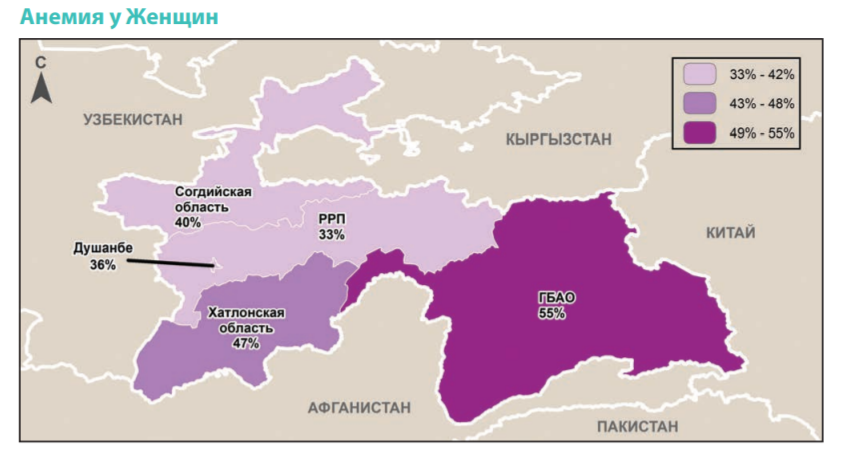 Анемия у Женщин
С
33% - 42%
43% - 48%
49% - 55%
УЗБЕКИСТАН
КЫРГЫЗСТАН
Согдийская
область
40%
РРП
33%
КИТАЙ
Душанбе
36%
ГБАО
55%
Хатлонская
область
47%
АФГАНИСТАН
ПАКИСТАН